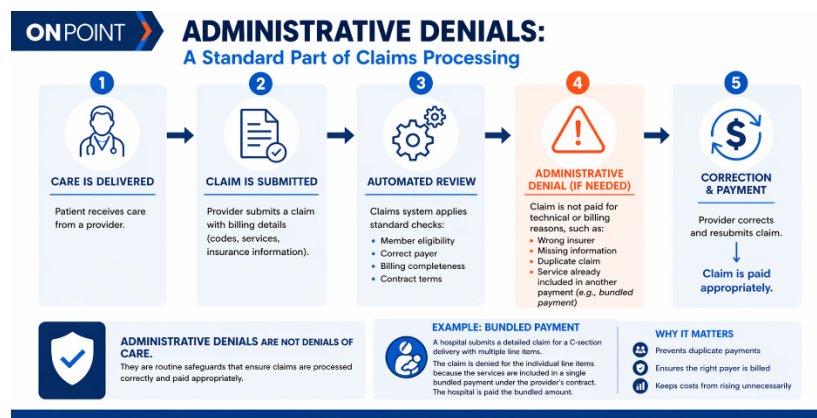 ONPOINT
ADMINISTRATIVE DENIALS:
A Standard Part of Claims Processing
1
CARE IS DELIVERED
Patient receives care
from a provider.
2
CLAIM IS SUBMITTED
Provider submits a claim
with billing details
(codes, services,
insurance information).
3
AUTOMATED REVIEW
Claims system applies
standard checks:
• Member eligibility
• Correct payer
• Billing completeness
• Contract terms
4
ADMINISTRATIVE
DENIAL (IF NEEDED)
Claim is not paid for
technical or billing
reasons, such as:
• Wrong insurer
• Missing information
• Duplicate claim
• Service already
included in another
payment (e.g., bundled
payment)
5
$
CORRECTION
& PAYMENT
Provider corrects
and resubmits claim.
Claim is paid
appropriately.
ADMINISTRATIVE DENIALS ARE NOT DENIALS OF
CARE.
They are routine safeguards that ensure claims are processed
correctly and paid appropriately.
EXAMPLE: BUNDLED PAYMENT
A hospital submits a detailed claim for a C-section
delivery with multiple line items.
The claim is denied for the individual line items
because the services are included in a single
bundled payment under the provider's contract.
The hospital is paid the bundled amount.
WHY IT MATTERS
Prevents duplicate payments
Ensures the right payer is billed
Keeps costs from rising unnecessarily